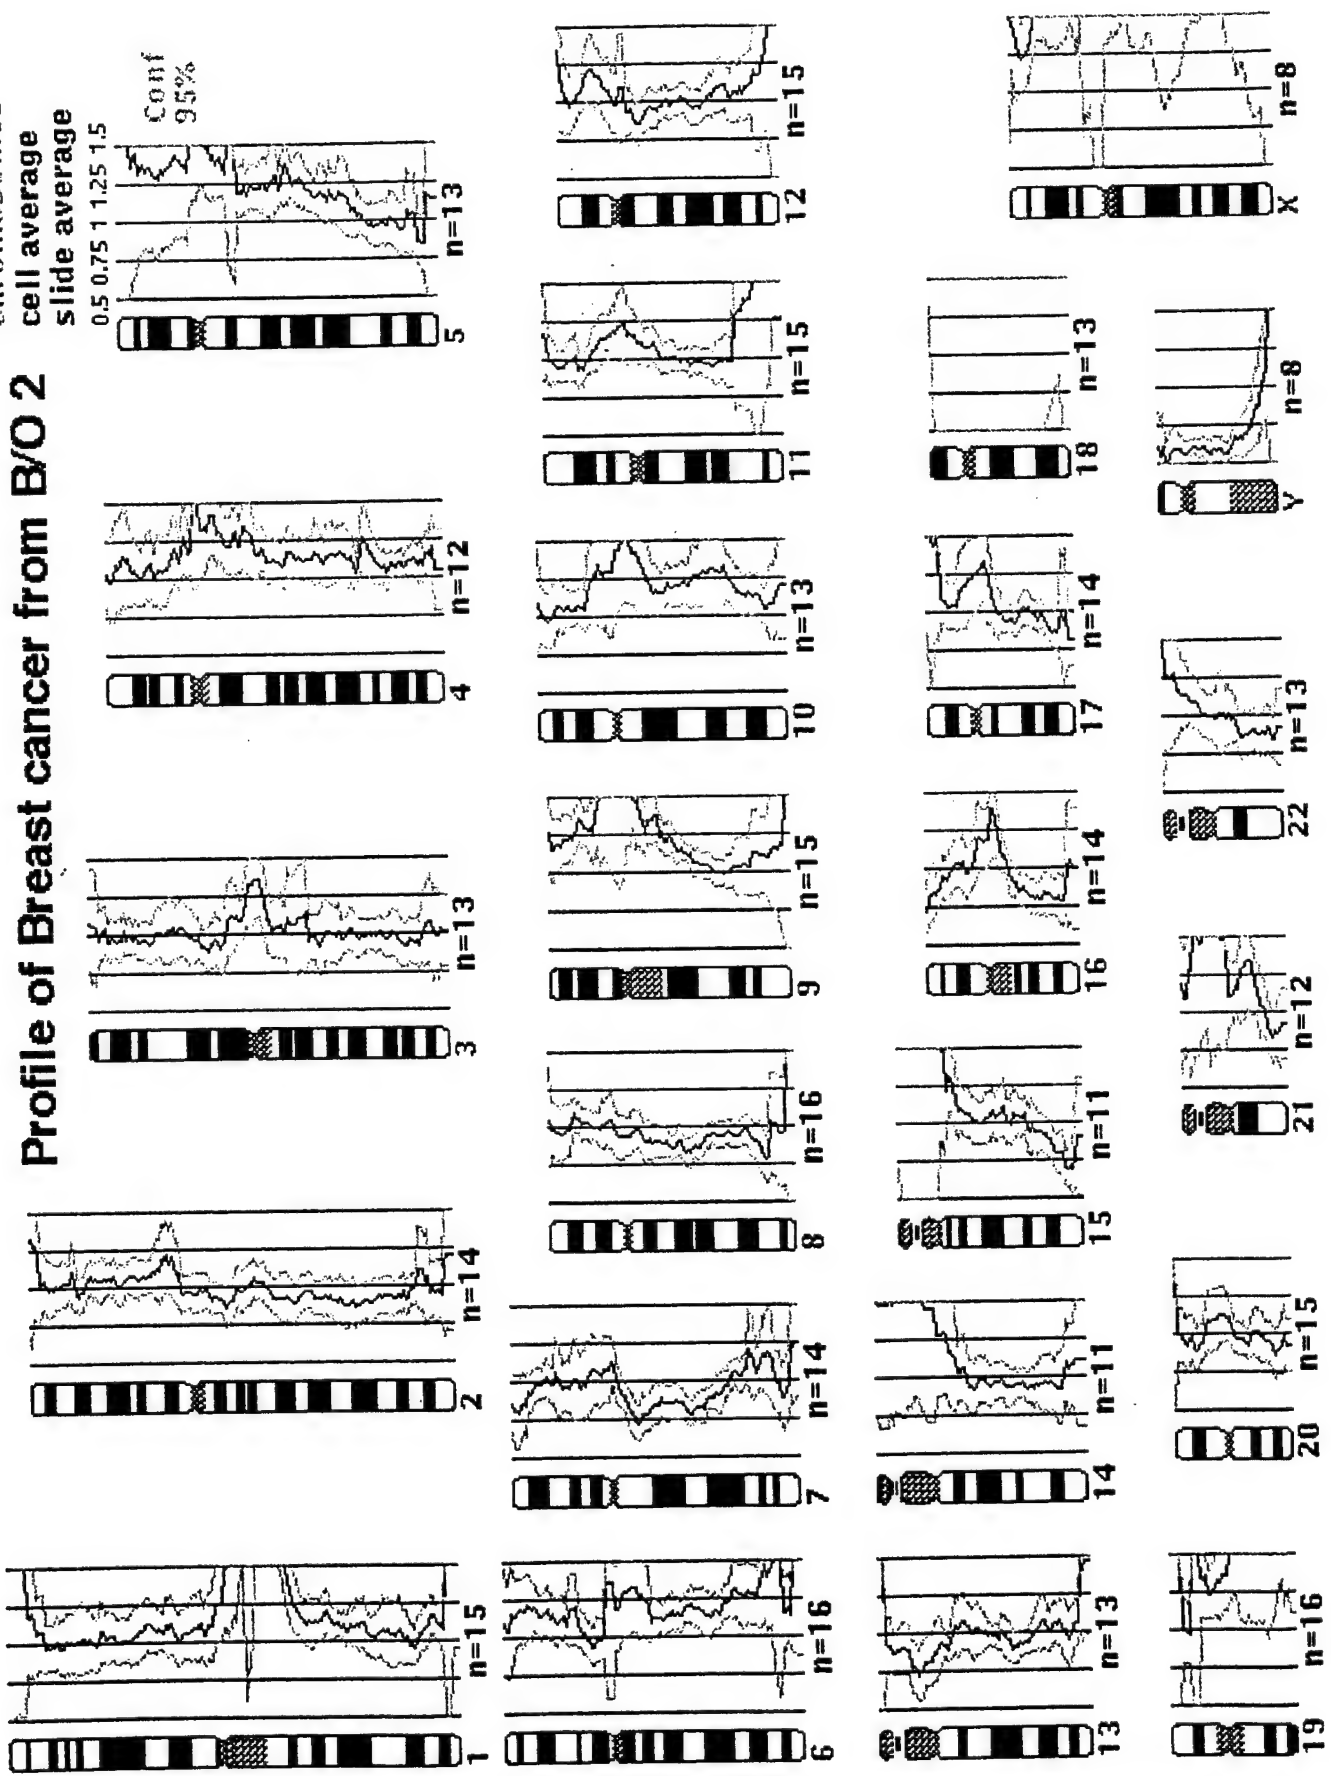 Profile of Breast cancer from B/O 2
cell average
slide average
0.5 0.75 1 1.25 1.5
Conf
95%
1 n=15
2 n=14
3 n=13
4 n=12
5 n=13
6 n=16
7 n=14
8 n=16
9 n=15
10 n=13
11 n=15
12 n=15
13 n=13
14 n=11
15 n=11
16 n=14
17 n=14
18 n=13
X n=8
19 n=16
20 n=15
21 n=12
22 n=13
Y n=8